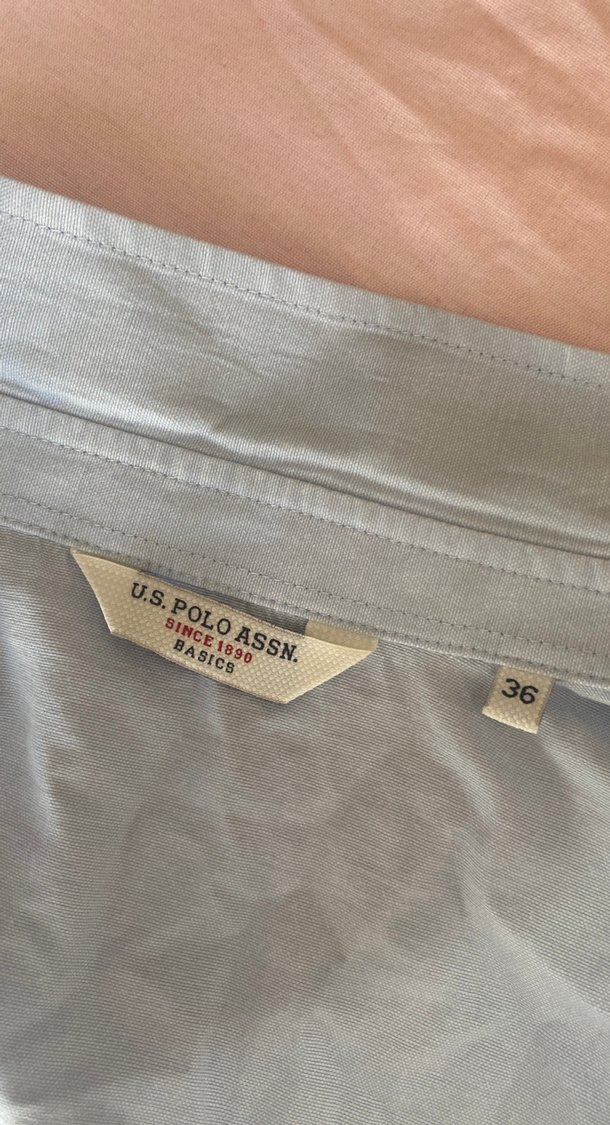 U.S. POLO ASSN.
SINCE 1890
BASICS
36